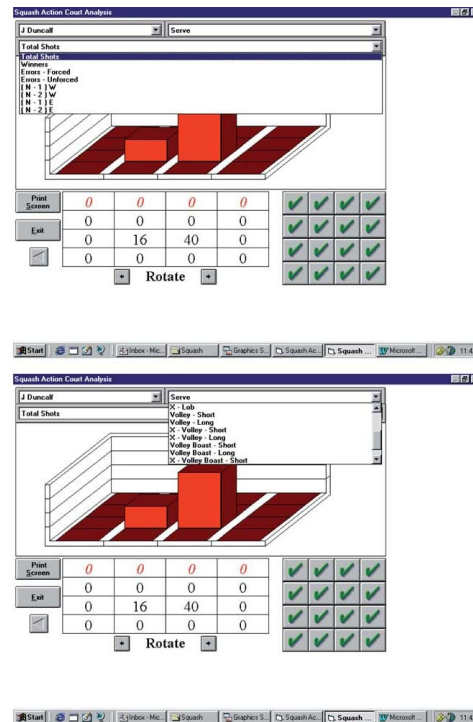 Squash Action Court Analysis
J Duncalf
Serve
Total Shots
Total Shots
Winners
Errors - Forced
Errors - Unforced
[ N - 1 ] W
[ N - 2 ] W
[ N - 1 ] E
[ N - 2 ] E
Print Screen
0 0 0 0
0 0 0 0
Exit
0 16 40 0
0 0 0 0
Rotate
Start
Inbox - Mic...
Squash
Graphics S...
Squash Ac...
Squash ...
Microsoft ...
Squash Action Court Analysis
J Duncalf
Serve
Total Shots
X - Lob
Volley - Short
Volley - Long
X - Volley - Short
X - Volley - Long
Volley Boast - Short
Volley Boast - Long
X - Volley Boast - Short
Print Screen
0 0 0 0
0 0 0 0
Exit
0 16 40 0
0 0 0 0
Rotate
Start
Inbox - Mic...
Squash
Graphics S...
Squash Ac...
Squash ...
Microsoft ...